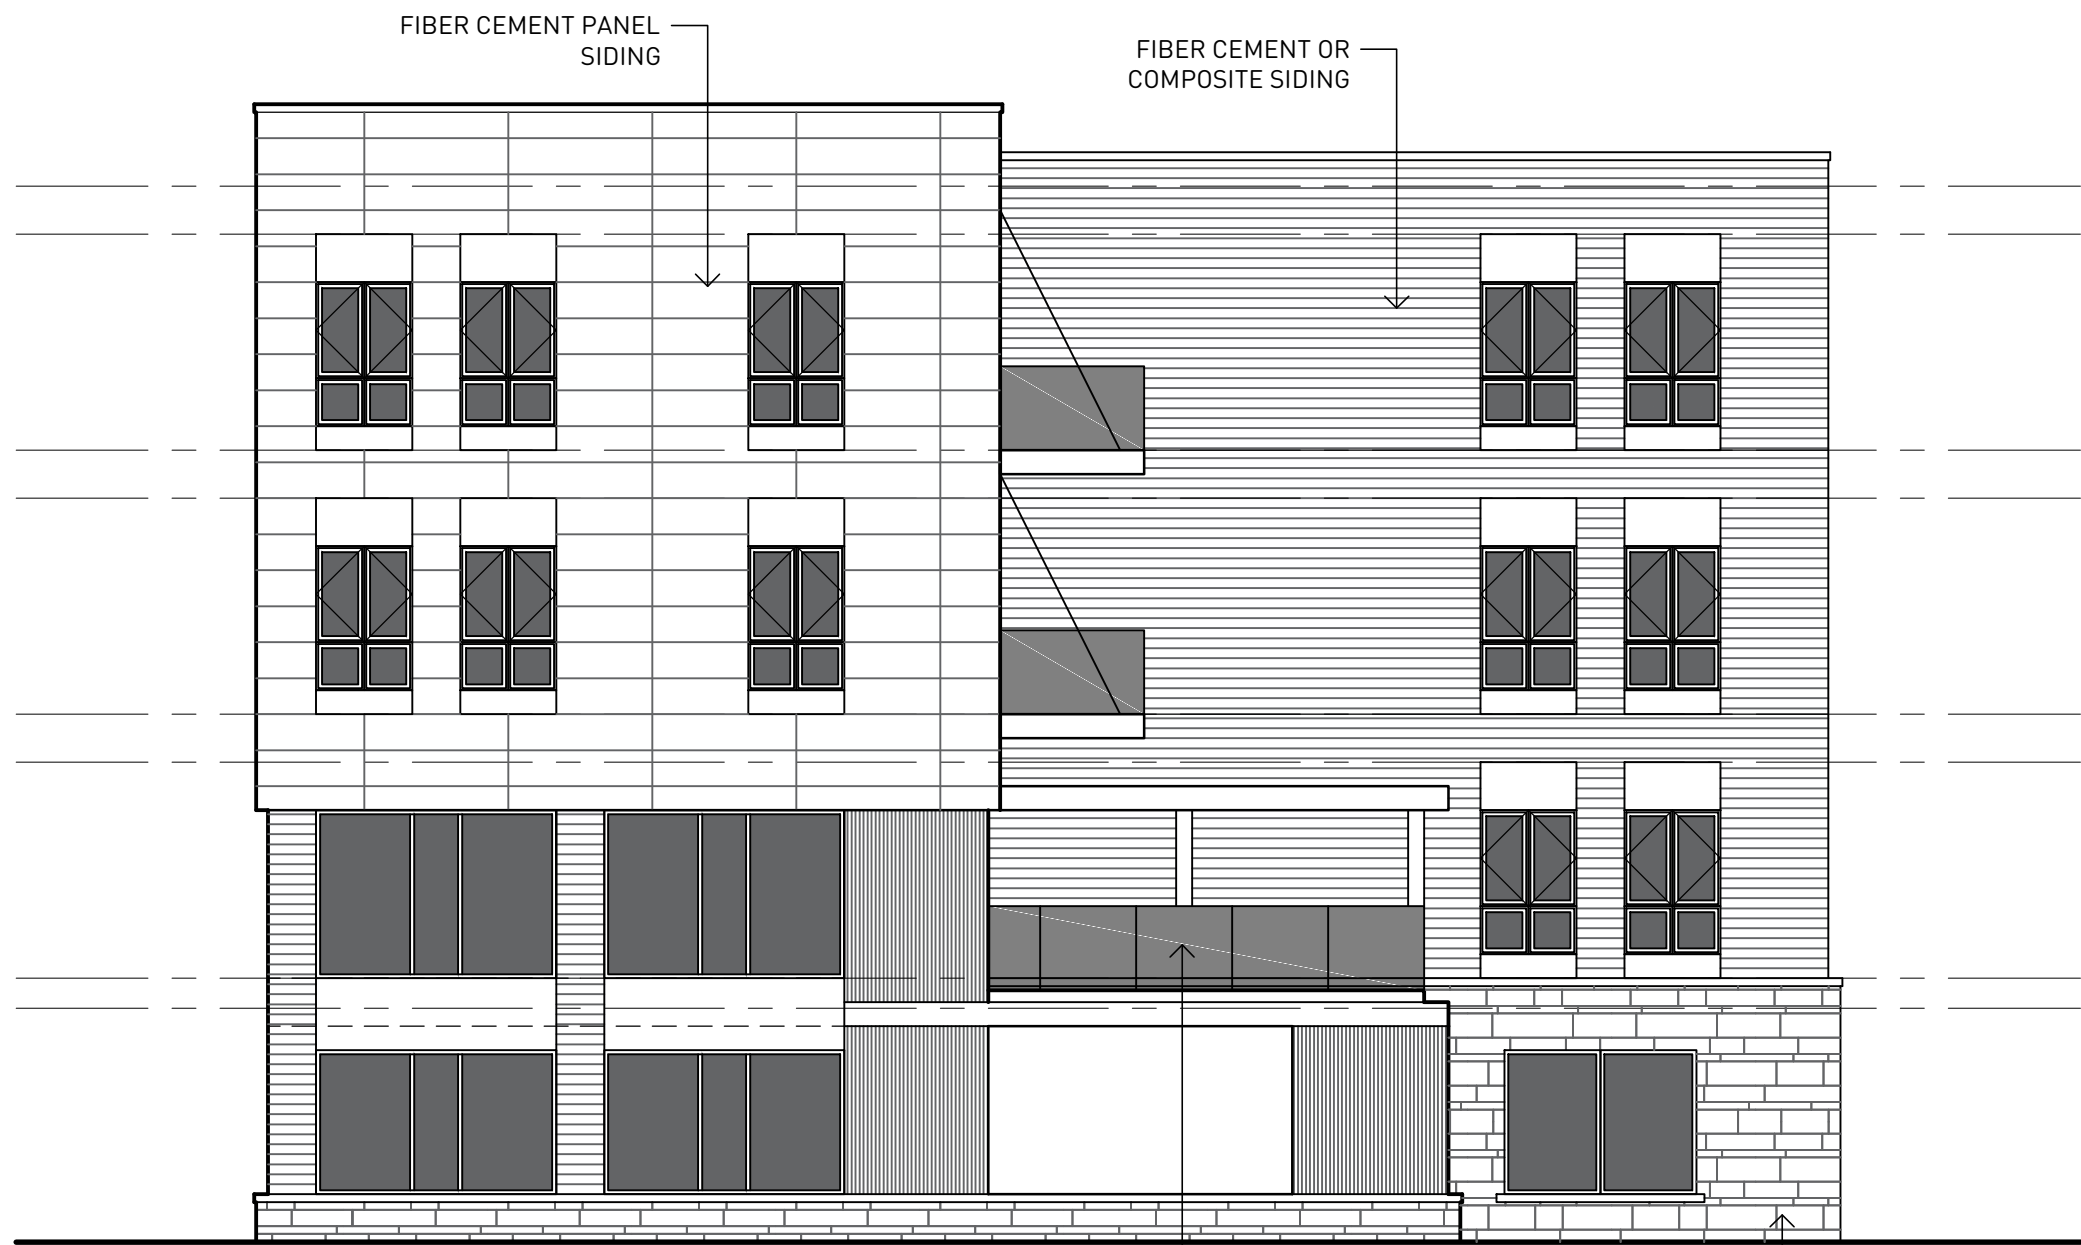 FIBER CEMENT PANEL
SIDING
FIBER CEMENT OR
COMPOSITE SIDING